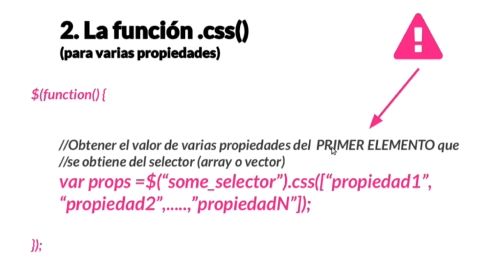 2. La función .css()
(para varias propiedades)
$(function() {
//Obtener el valor de varias propiedades del PRIMER ELEMENTO que
//se obtiene del selector (array o vector)
var props =$(“some_selector”).css([“propiedad1”,
“propiedad2”,.....,”propiedadN”]);
});